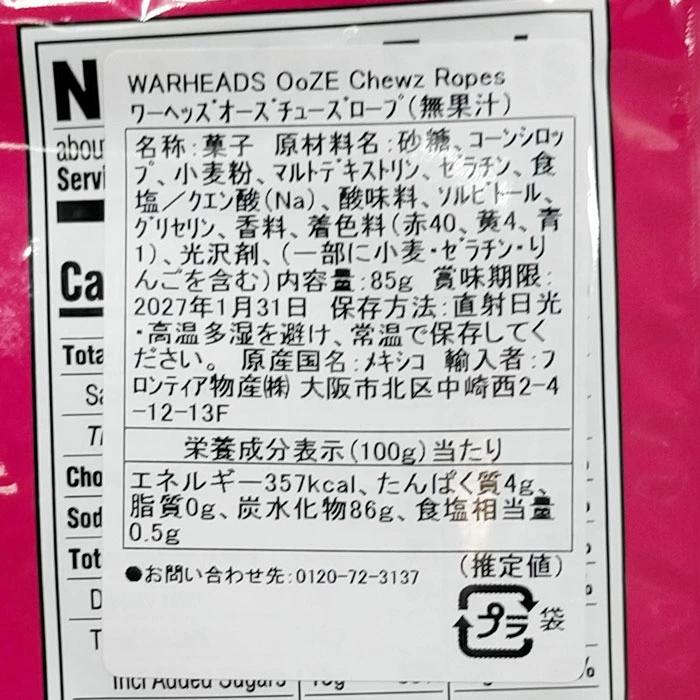 WARHEADS OoZE Chewz Ropes
ワーヘッズオーズチューズロープ(無果汁)
名称:菓子 原材料名:砂糖、コーンシロッ
プ、小麦粉、マルトデキストリン、ゼラチン、食
塩/クエン酸(Na)、酸味料、ソルビトール、
グリセリン、香料、着色料(赤40、黄4、青
1)、光沢剤、(一部に小麦・ゼラチン・り
んごを含む)内容量:85g 賞味期限:
2027年1月31日 保存方法:直射日光
・高温多湿を避け、常温で保存してく
ださい。 原産国名:メキシコ 輸入者:フ
ロンティア物産㈱ 大阪市北区中崎西2-4
-12-13F
栄養成分表示(100g)当たり
エネルギー357kcal、たんぱく質4g、
脂質0g、炭水化物86g、食塩相当量
0.5g
(推定値)
●お問い合わせ先:0120-72-3137
プラ 袋
N
abou
Servi
Ca
Tota
Sa
Cho
Sod
Tot
D
T
Incl Added Sugars